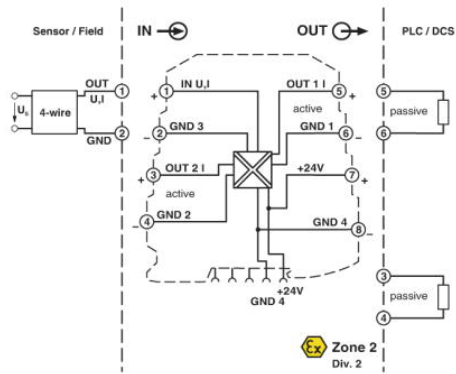 Sensor / Field
IN
OUT
PLC / DCS
OUT
U,I
1
+
1
IN U,I
OUT 1 I
5
+
5
Us
4-wire
active
passive
GND
2
-
2
GND 3
GND 1
6
-
6
+
3
OUT 2 I
+24V
7
+
active
-
4
GND 2
GND 4
8
-
+24V
GND 4
3
passive
4
Ex
Zone 2
Div. 2